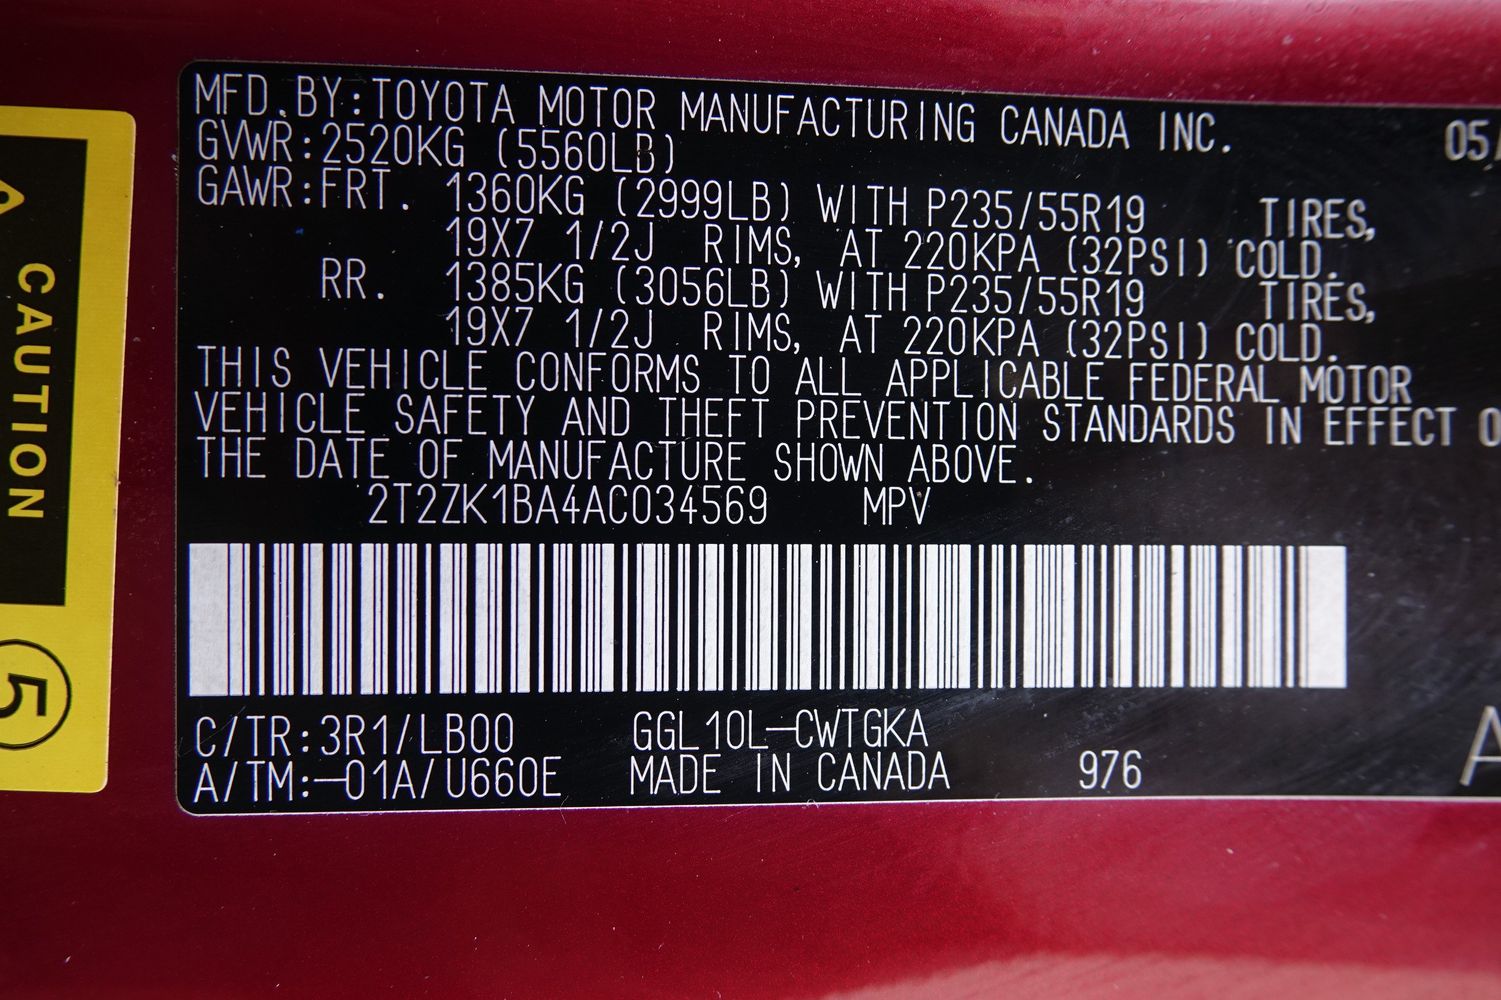 MFD.BY:TOYOTA MOTOR MANUFACTURING CANADA INC. 05/
GVWR:2520KG (5560LB)
GAWR:FRT. 1360KG (2999LB) WITH P235/55R19 TIRES,
19X7 1/2J RIMS, AT 220KPA (32PSI) COLD.
RR. 1385KG (3056LB) WITH P235/55R19 TIRES,
19X7 1/2J RIMS, AT 220KPA (32PSI) COLD.
THIS VEHICLE CONFORMS TO ALL APPLICABLE FEDERAL MOTOR
VEHICLE SAFETY AND THEFT PREVENTION STANDARDS IN EFFECT O
THE DATE OF MANUFACTURE SHOWN ABOVE.
2T2ZK1BA4AC034569 MPV
C/TR:3R1/LB00 GGL10L-CWTGKA
A/TM:-01A/U660E MADE IN CANADA 976
A
CAUTION
5